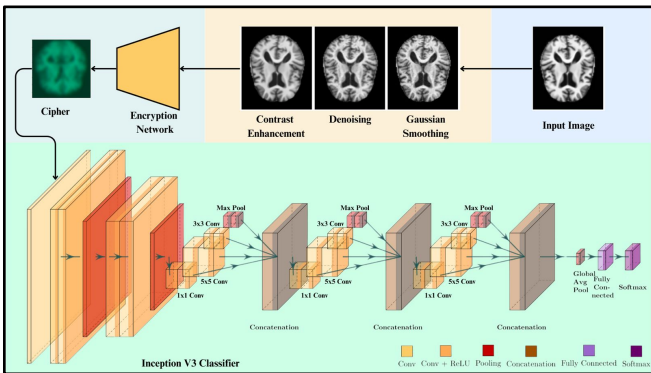 Cipher
Encryption
Network
Contrast
Enhancement
Denoising
Gaussian
Smoothing
Input Image
Max Pool
3x3 Conv
5x5 Conv
1x1 Conv
Concatenation
Max Pool
3x3 Conv
5x5 Conv
1x1 Conv
Concatenation
Max Pool
3x3 Conv
5x5 Conv
1x1 Conv
Concatenation
Global
Avg
Pool
Fully
Con-
nected
Softmax
Inception V3 Classifier
Conv
Conv + ReLU
Pooling
Concatenation
Fully Connected
Softmax